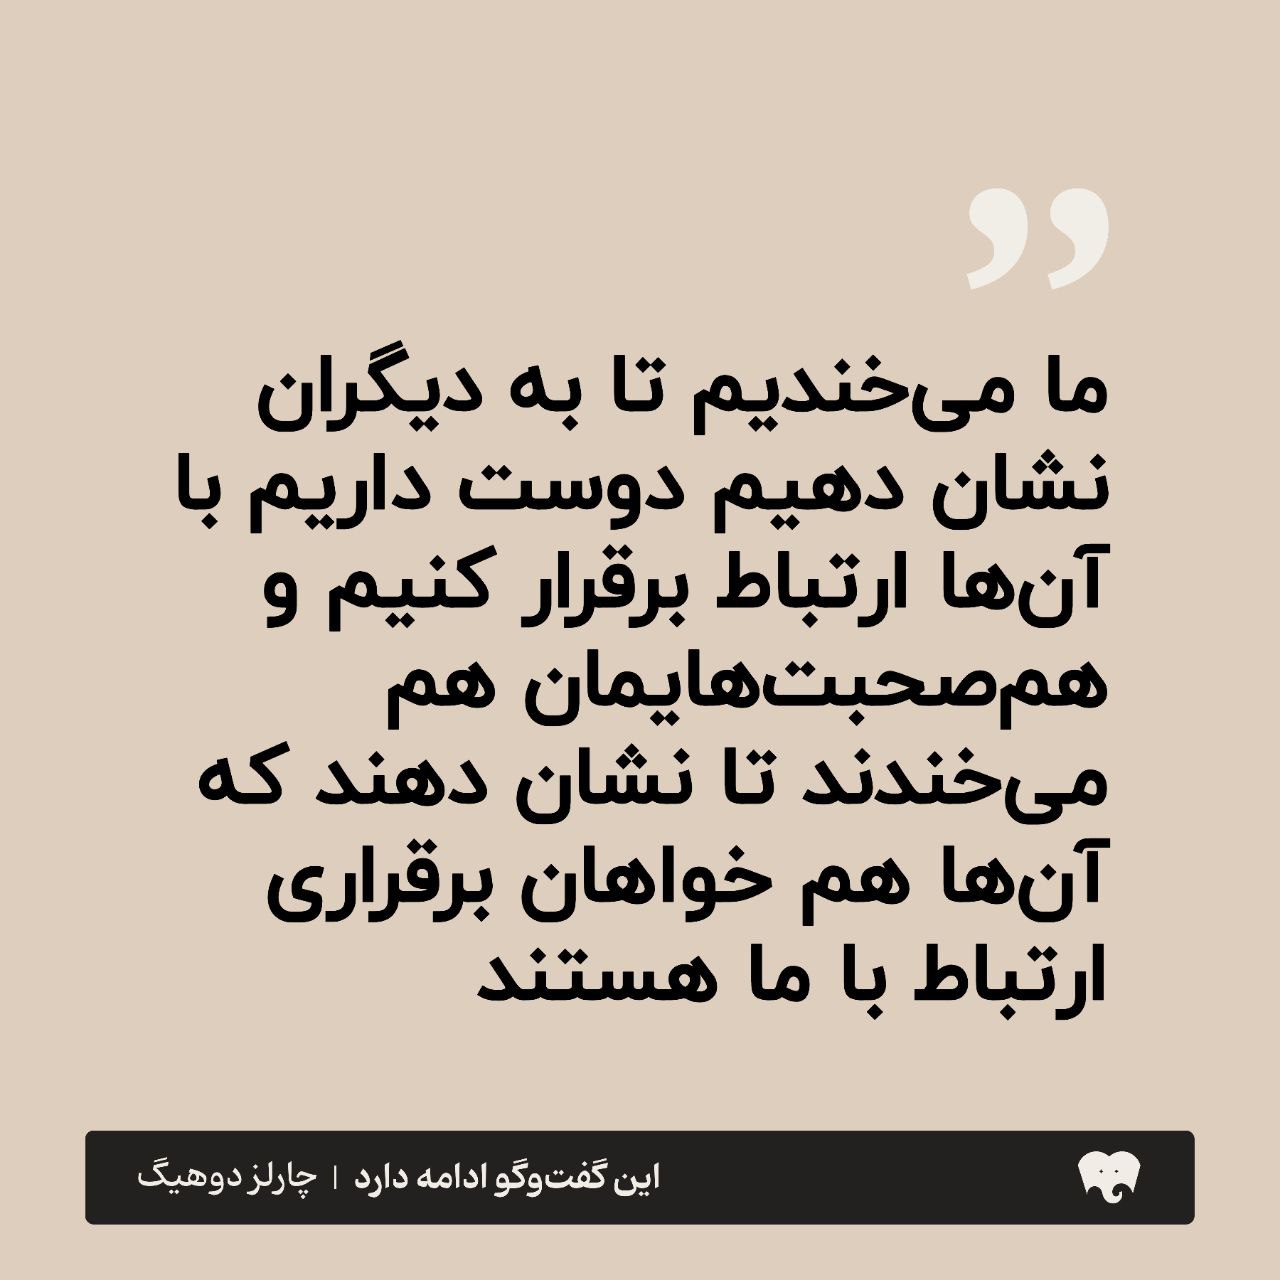 ”
ما می‌خندیم تا به دیگران
نشان دهیم دوست داریم با
آن‌ها ارتباط برقرار کنیم و
هم‌صحبت‌هایمان هم
می‌خندند تا نشان دهند که
آن‌ها هم خواهان برقراری
ارتباط با ما هستند
این گفت‌وگو ادامه دارد | چارلز دوهیگ